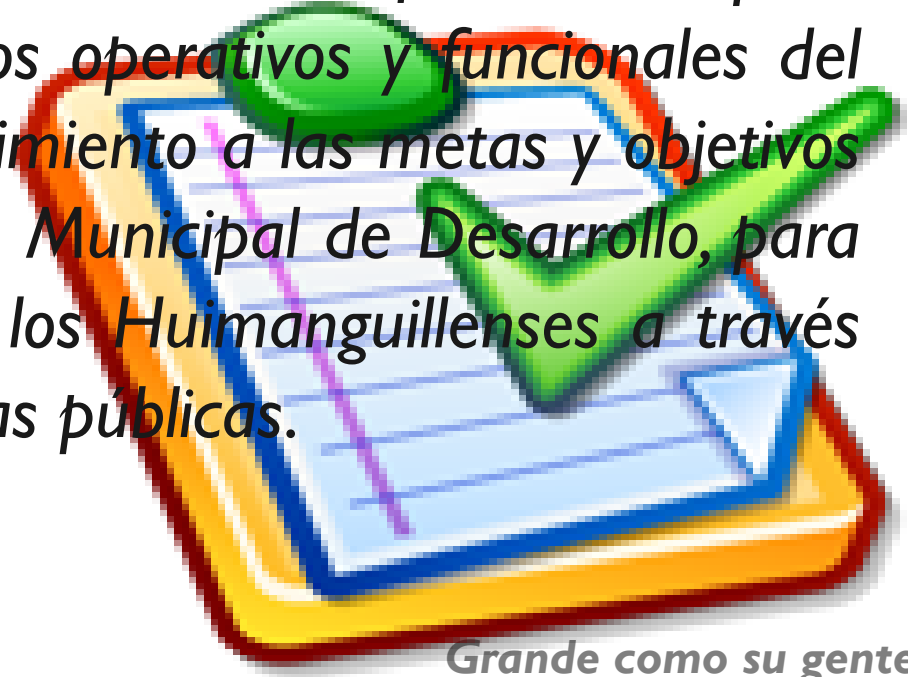 os operativos y funcionales del
imiento a las metas y objetivos
Municipal de Desarrollo, para
los Huimanguillenses a través
as públicas.
Grande como su gente